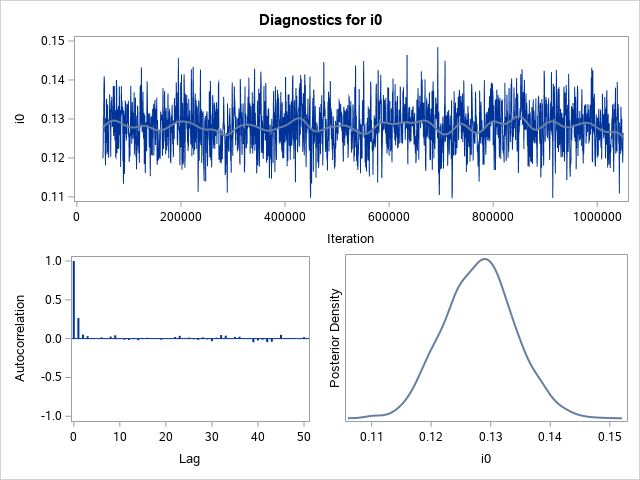 Diagnostics for i0
0.15
0.14
0.13
0.12
0.11
i0
0 200000 400000 600000 800000 1000000
Iteration
1.0
0.5
0.0
-0.5
-1.0
Autocorrelation
0 10 20 30 40 50
Lag
Posterior Density
0.11 0.12 0.13 0.14 0.15
i0